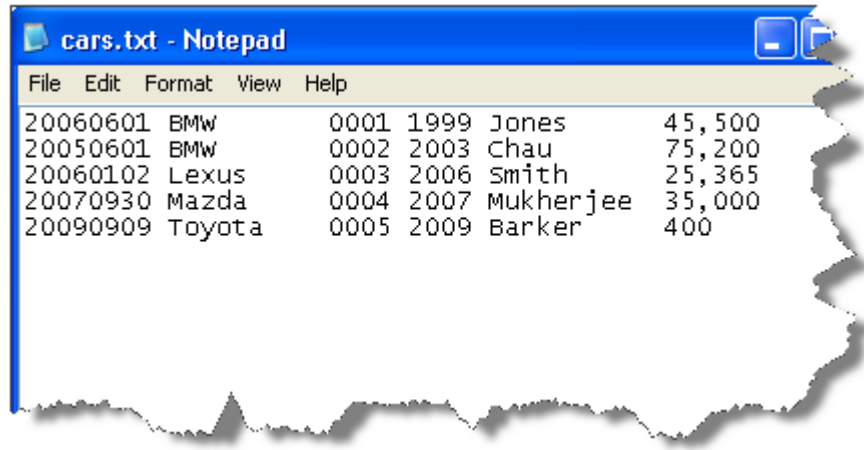 cars.txt - Notepad
File Edit Format View Help
20060601 BMW 0001 1999 Jones 45,500
20050601 BMW 0002 2003 Chau 75,200
20060102 Lexus 0003 2006 Smith 25,365
20070930 Mazda 0004 2007 Mukherjee 35,000
20090909 Toyota 0005 2009 Barker 400